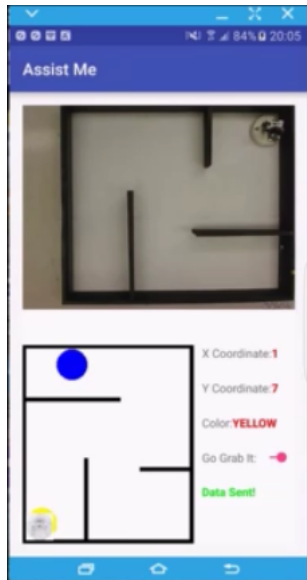 84% 20:05
Assist Me
X Coordinate:1
Y Coordinate:7
Color:YELLOW
Go Grab It:
Data Sent!